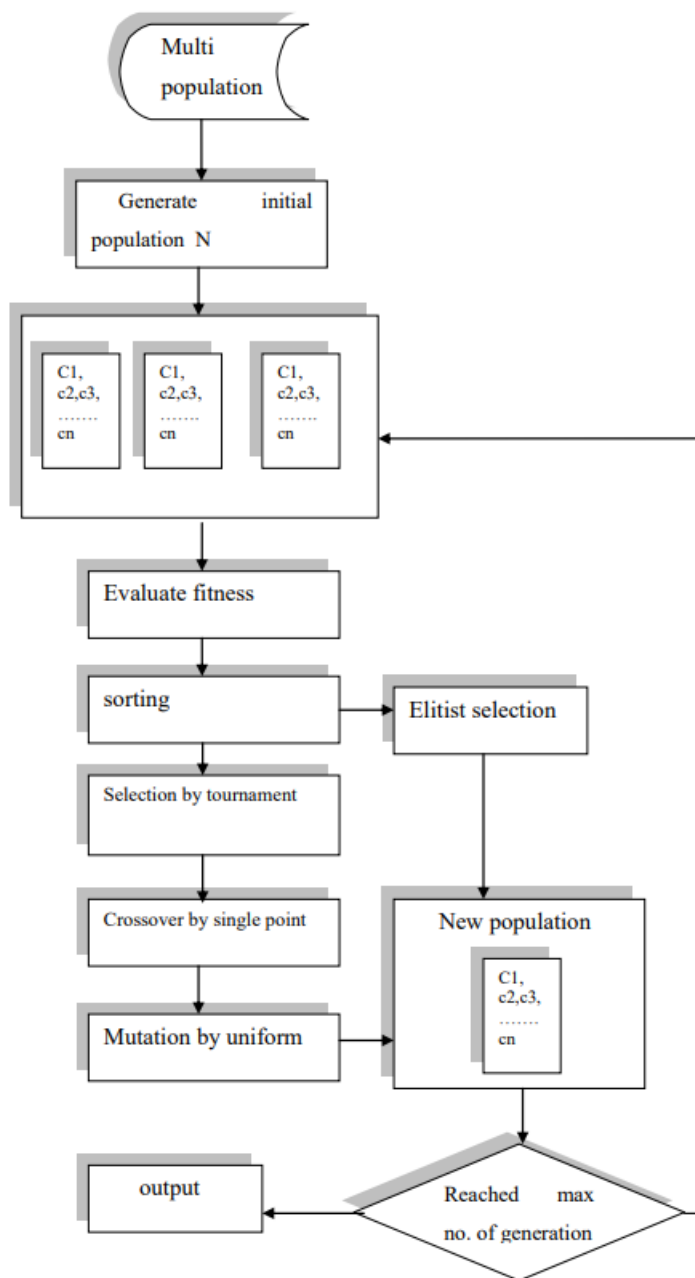 Multi
population
Generate initial
population N
C1,
c2,c3,
.......
cn
C1,
c2,c3,
.......
cn
C1,
c2,c3,
.......
cn
Evaluate fitness
sorting
Elitist selection
Selection by tournament
Crossover by single point
New population
C1,
c2,c3,
.......
cn
Mutation by uniform
output
Reached max
no. of generation